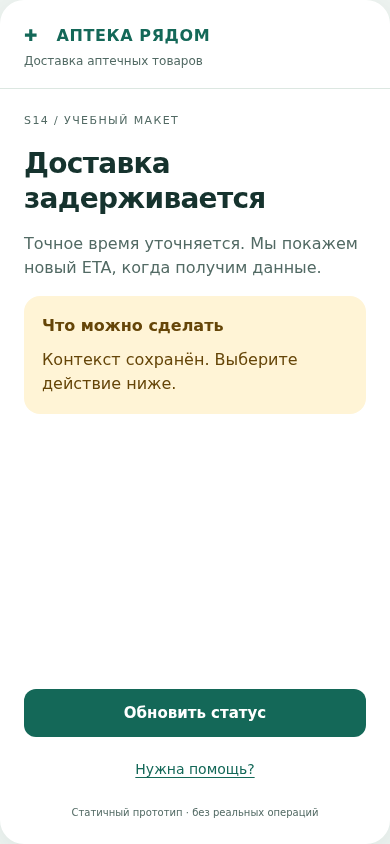 ✚ АПТЕКА РЯДОМ
Доставка аптечных товаров
S14 / УЧЕБНЫЙ МАКЕТ
Доставка
задерживается
Точное время уточняется. Мы покажем
новый ETA, когда получим данные.
Что можно сделать
Контекст сохранён. Выберите
действие ниже.
Обновить статус
Нужна помощь?
Статичный прототип · без реальных операций